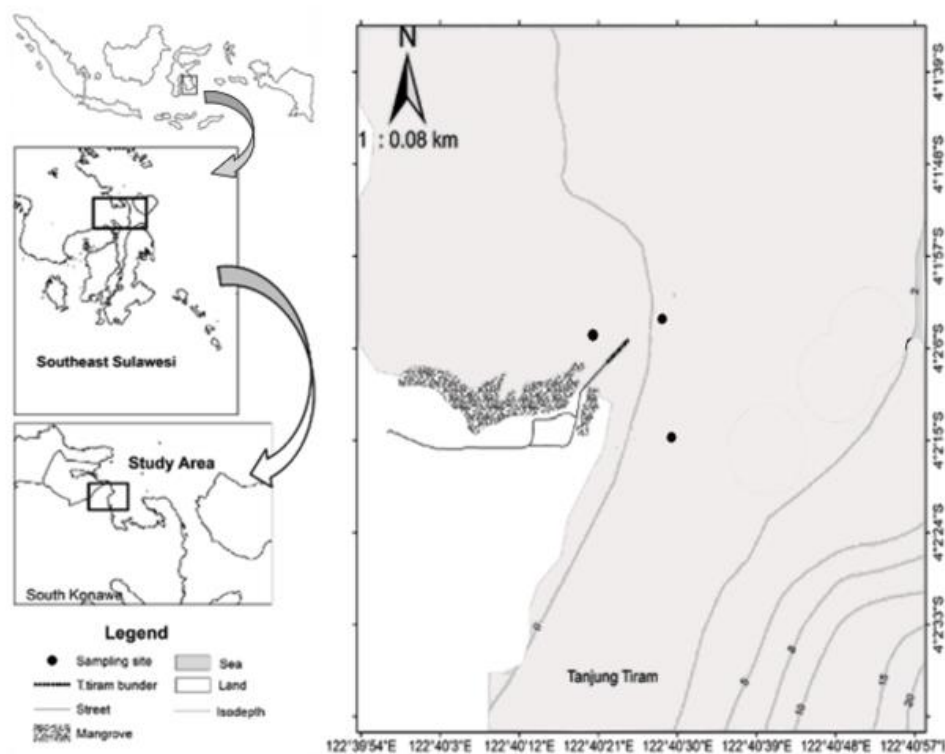 N
1 : 0.08 km
Southeast Sulawesi
Study Area
South Konawe
Legend
Sampling site
T.tiram bunder
Street
Mangrove
Sea
Land
Isodepth
Tanjung Tiram
0
2
5
8
10
15
20
4°1'39"S
4°1'48"S
4°1'57"S
4°2'6"S
4°2'15"S
4°2'24"S
4°2'33"S
122°39'54"E
122°40'3"E
122°40'12"E
122°40'21"E
122°40'30"E
122°40'39"E
122°40'48"E
122°40'57"E